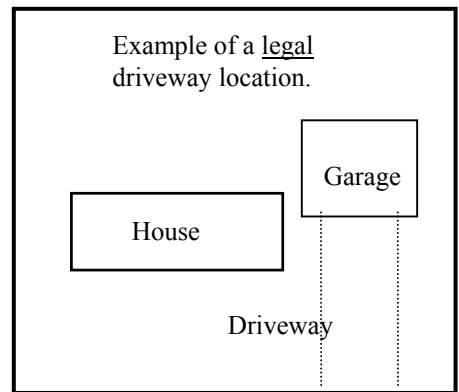 Example of a legal
driveway location.
Garage
House
Driveway